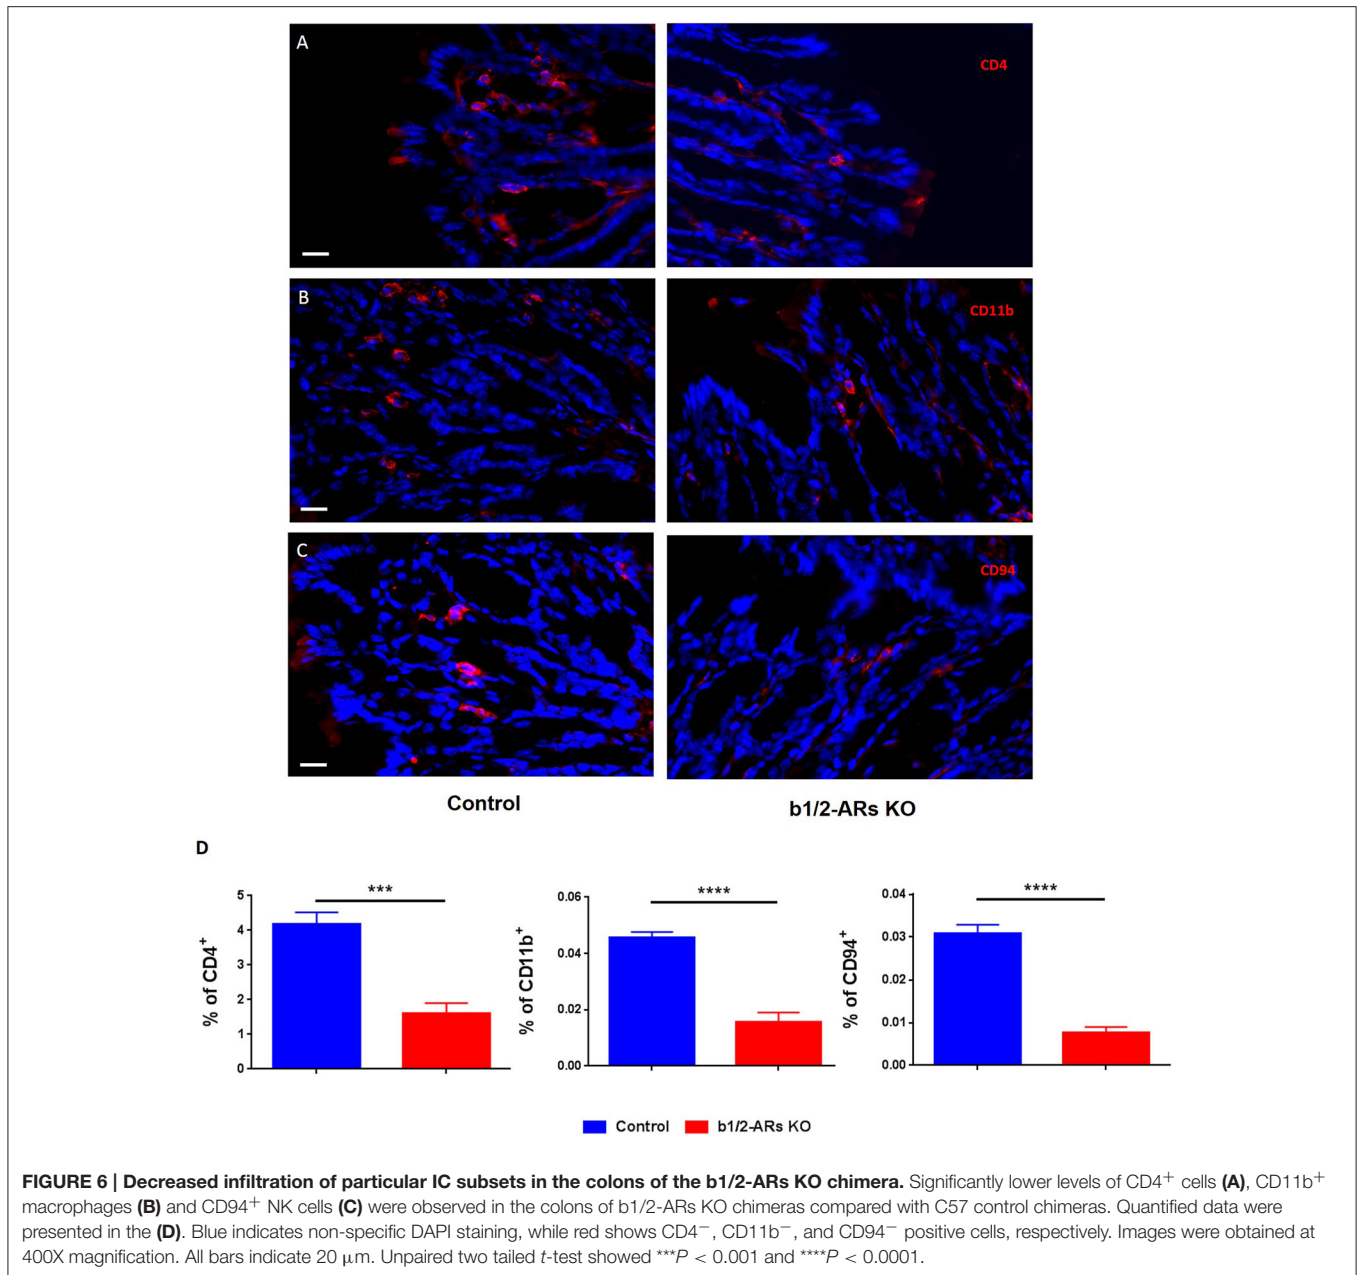 A
CD4
B
CD11b
C
CD94
Control
b1/2-ARs KO
D
***
5
4
3
2
1
0
% of CD4+
****
0.06
0.04
0.02
0.00
% of CD11b+
****
0.04
0.03
0.02
0.01
0.00
% of CD94+
Control b1/2-ARs KO
FIGURE 6 | Decreased infiltration of particular IC subsets in the colons of the b1/2-ARs KO chimera. Significantly lower levels of CD4+ cells (A), CD11b+
macrophages (B) and CD94+ NK cells (C) were observed in the colons of b1/2-ARs KO chimeras compared with C57 control chimeras. Quantified data were
presented in the (D). Blue indicates non-specific DAPI staining, while red shows CD4−, CD11b−, and CD94− positive cells, respectively. Images were obtained at
400X magnification. All bars indicate 20 μm. Unpaired two tailed t-test showed ***P < 0.001 and ****P < 0.0001.